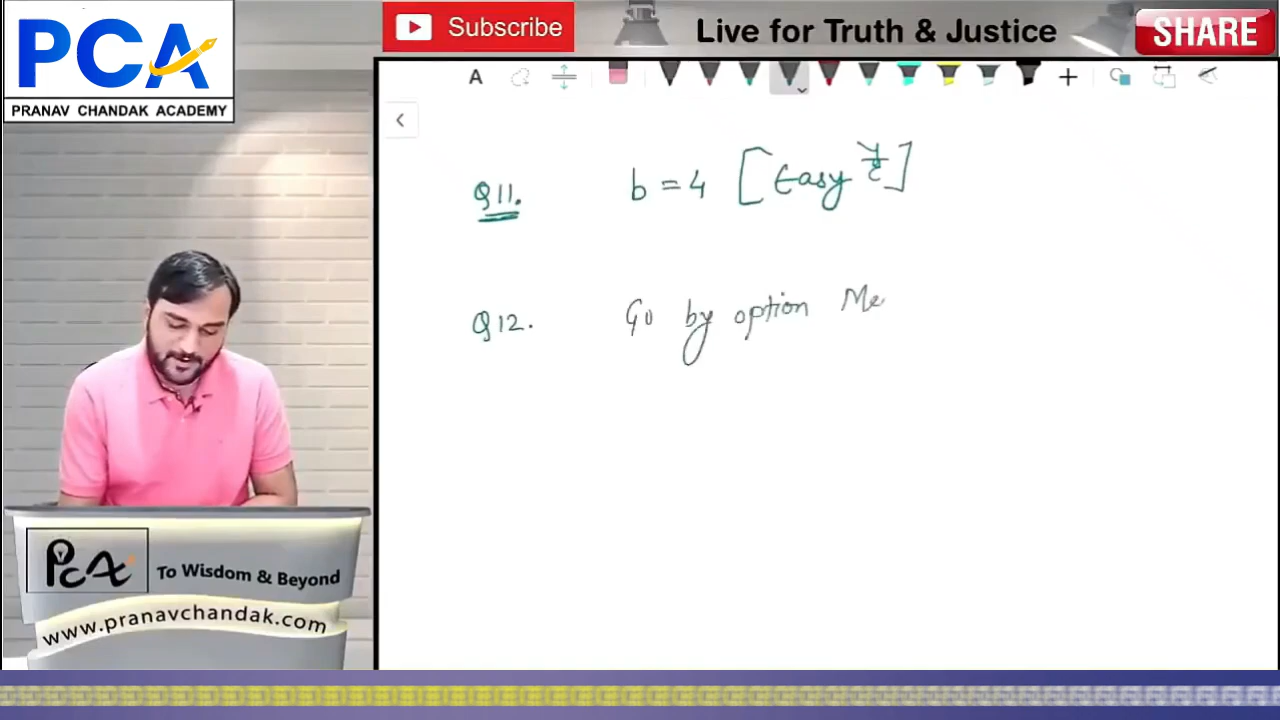 PCA
PRANAV CHANDAK ACADEMY
Subscribe
Live for Truth & Justice
SHARE
A
Q11. b = 4 [Easy]
Q12. Go by option Me
PCA
To Wisdom & Beyond
www.pranavchandak.com